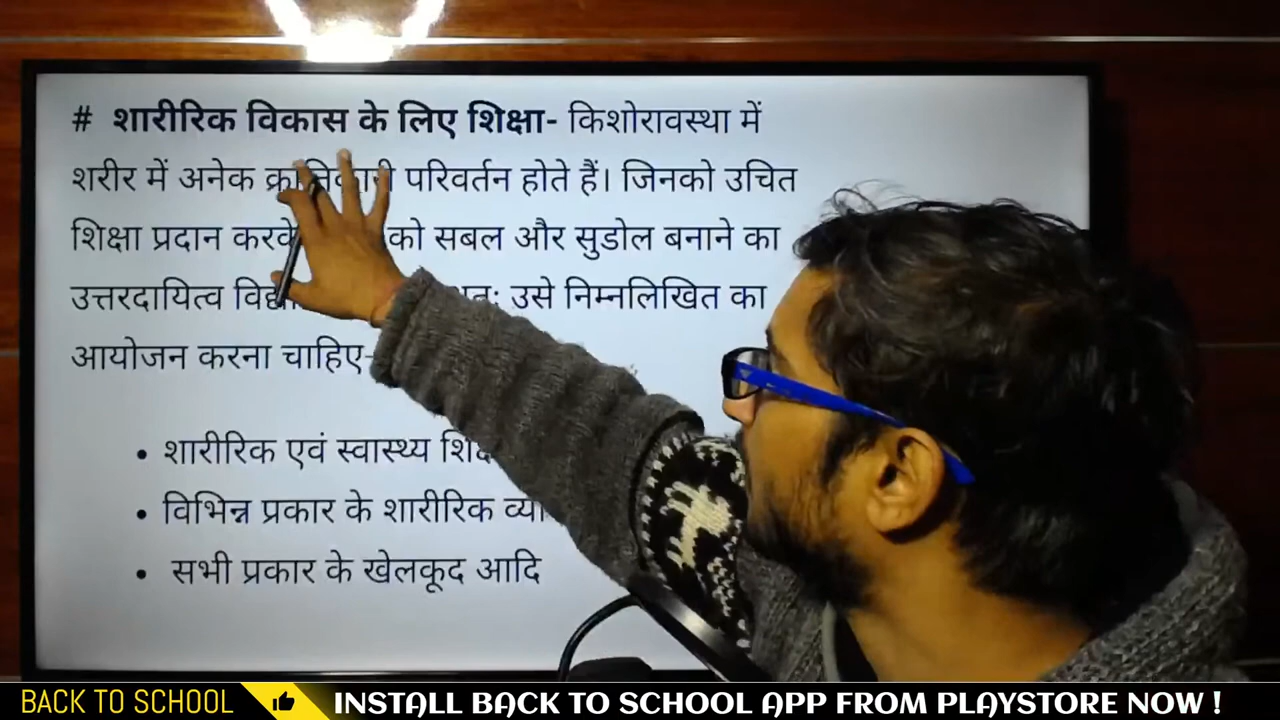 # शारीरिक विकास के लिए शिक्षा- किशोरावस्था में
शरीर में अनेक क्रांतिकारी परिवर्तन होते हैं। जिनको उचित
शिक्षा प्रदान करके को सबल और सुडोल बनाने का
उत्तरदायित्व अतः उसे निम्नलिखित का
आयोजन करना चाहिए-
• शारीरिक एवं स्वास्थ्य
• विभिन्न प्रकार के शारीरिक
• सभी प्रकार के खेलकूद आदि
BACK TO SCHOOL INSTALL BACK TO SCHOOL APP FROM PLAYSTORE NOW !